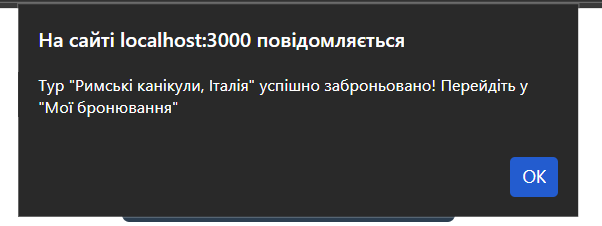 На сайті localhost:3000 повідомляється
Тур "Римські канікули, Італія" успішно заброньовано! Перейдіть у
"Мої бронювання"
OK